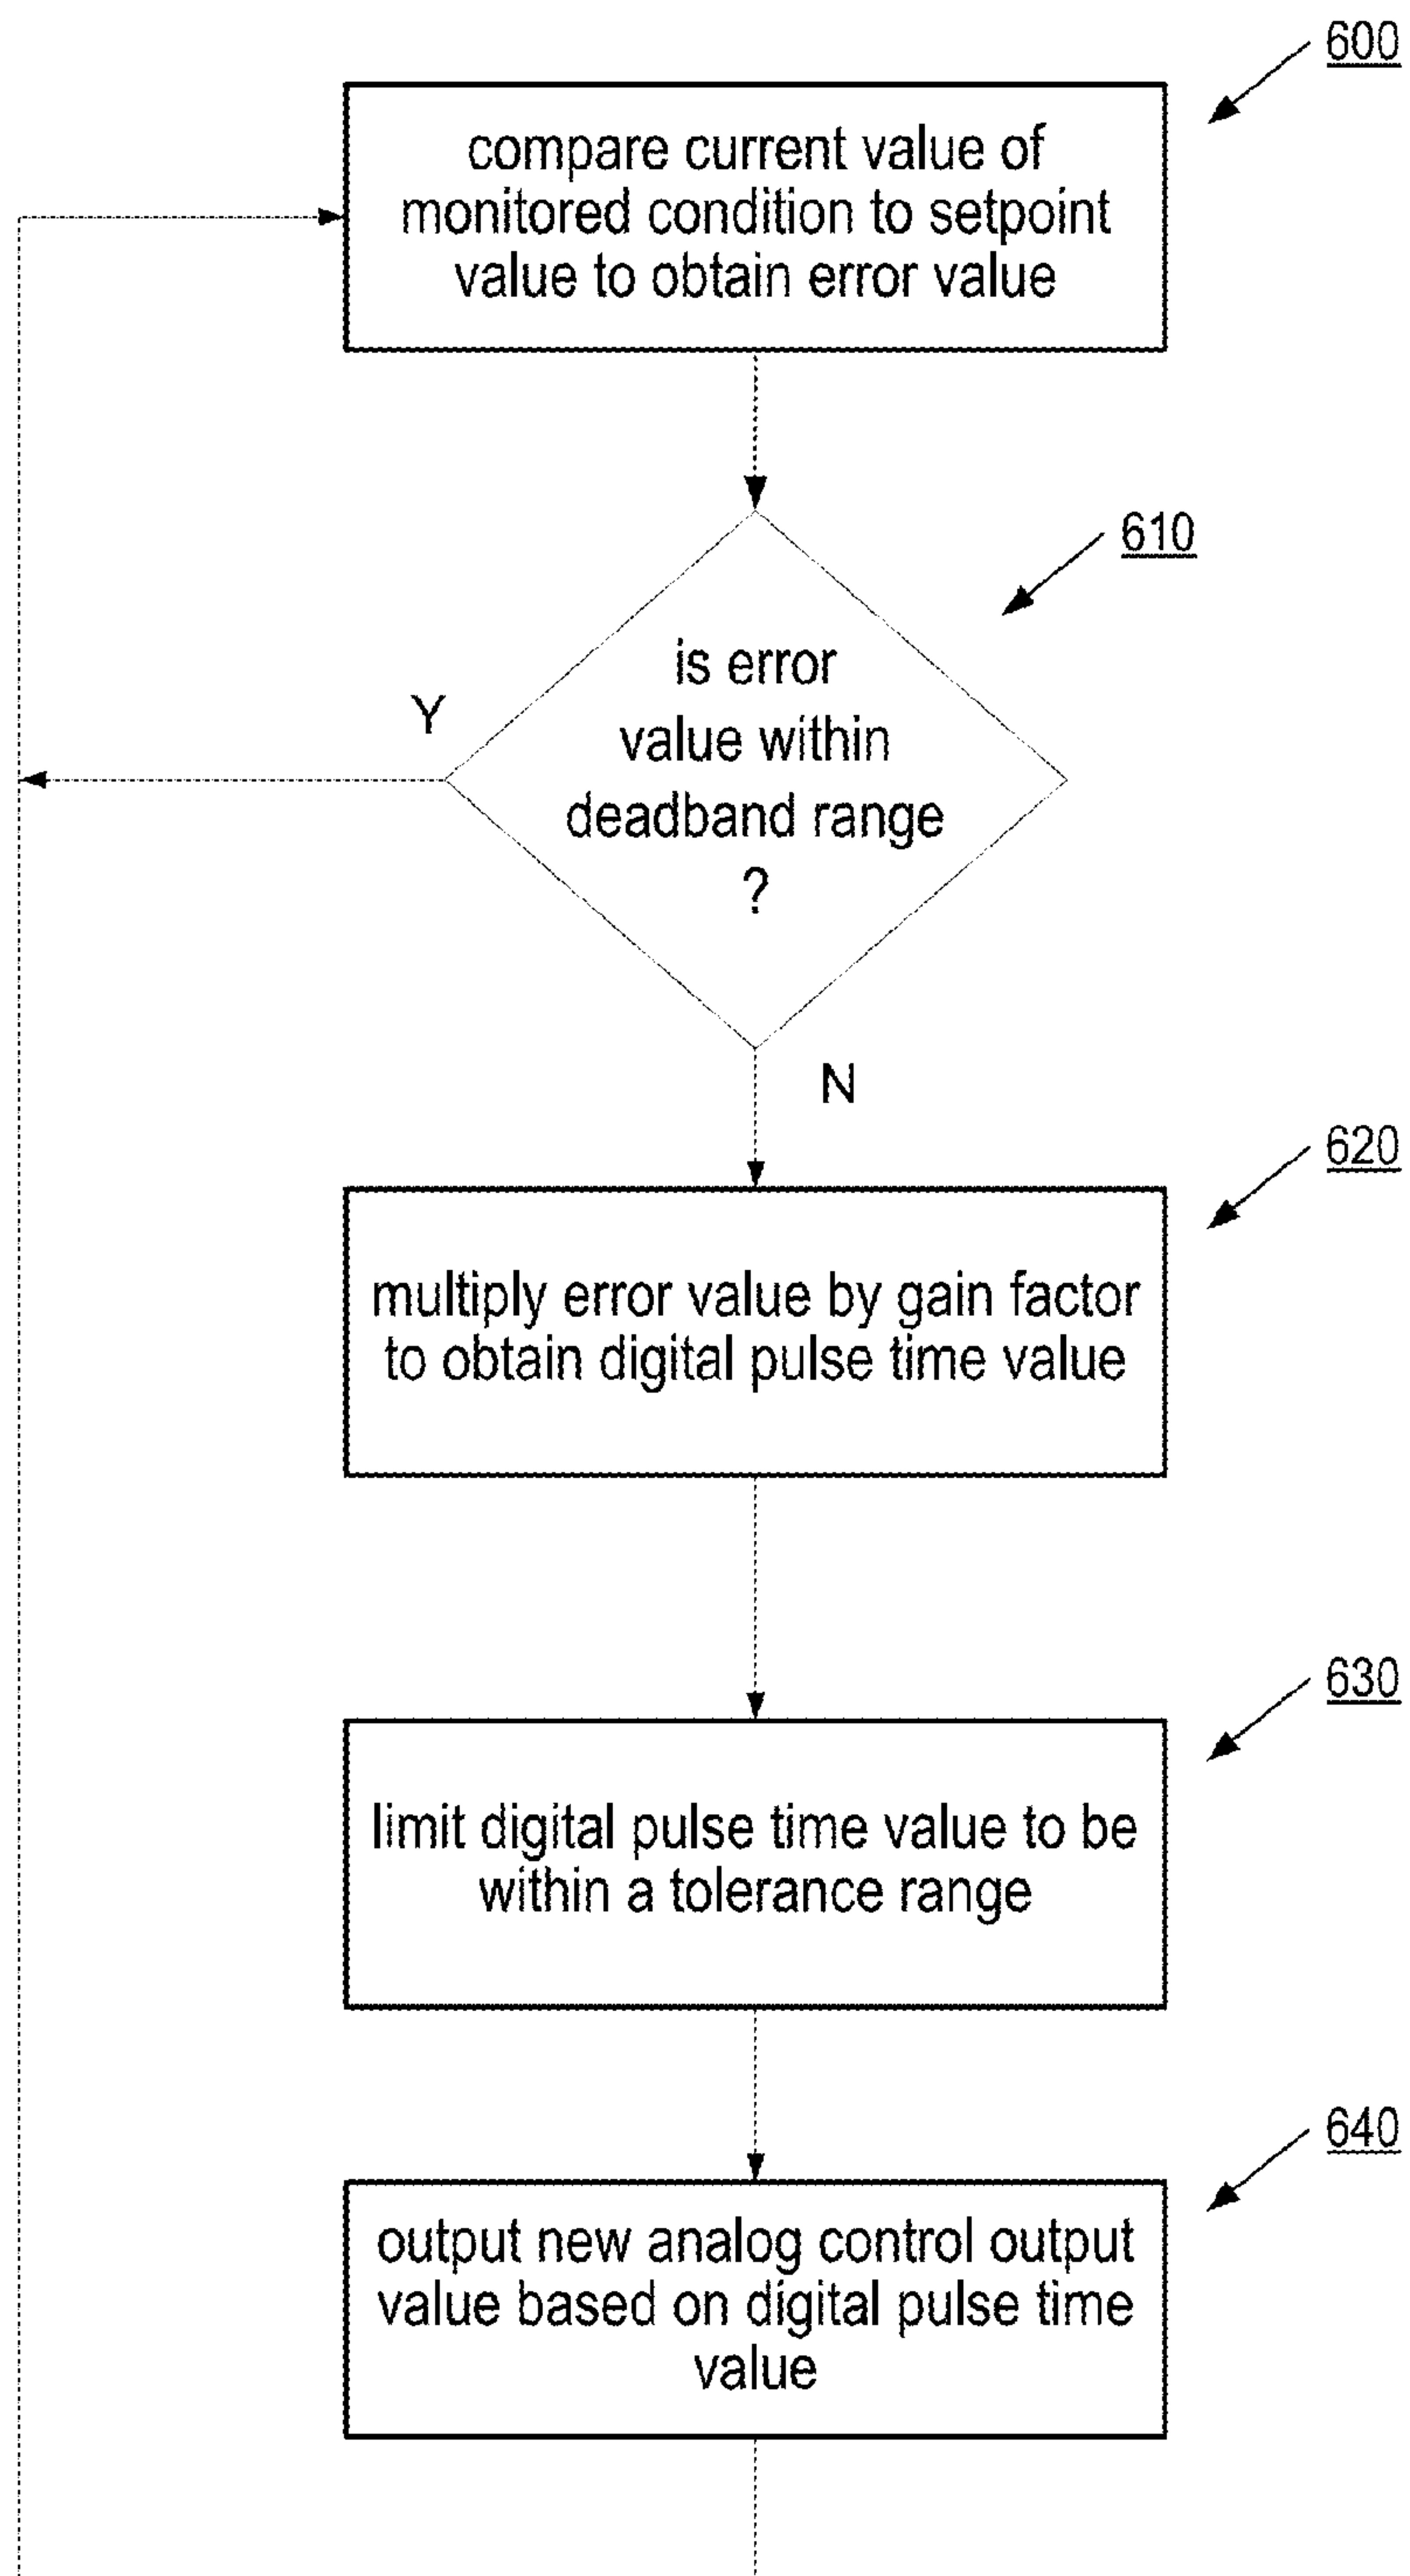 600
compare current value of
monitored condition to setpoint
value to obtain error value
610
is error
value within
deadband range
?
Y
N
620
multiply error value by gain factor
to obtain digital pulse time value
630
limit digital pulse time value to be
within a tolerance range
640
output new analog control output
value based on digital pulse time
value